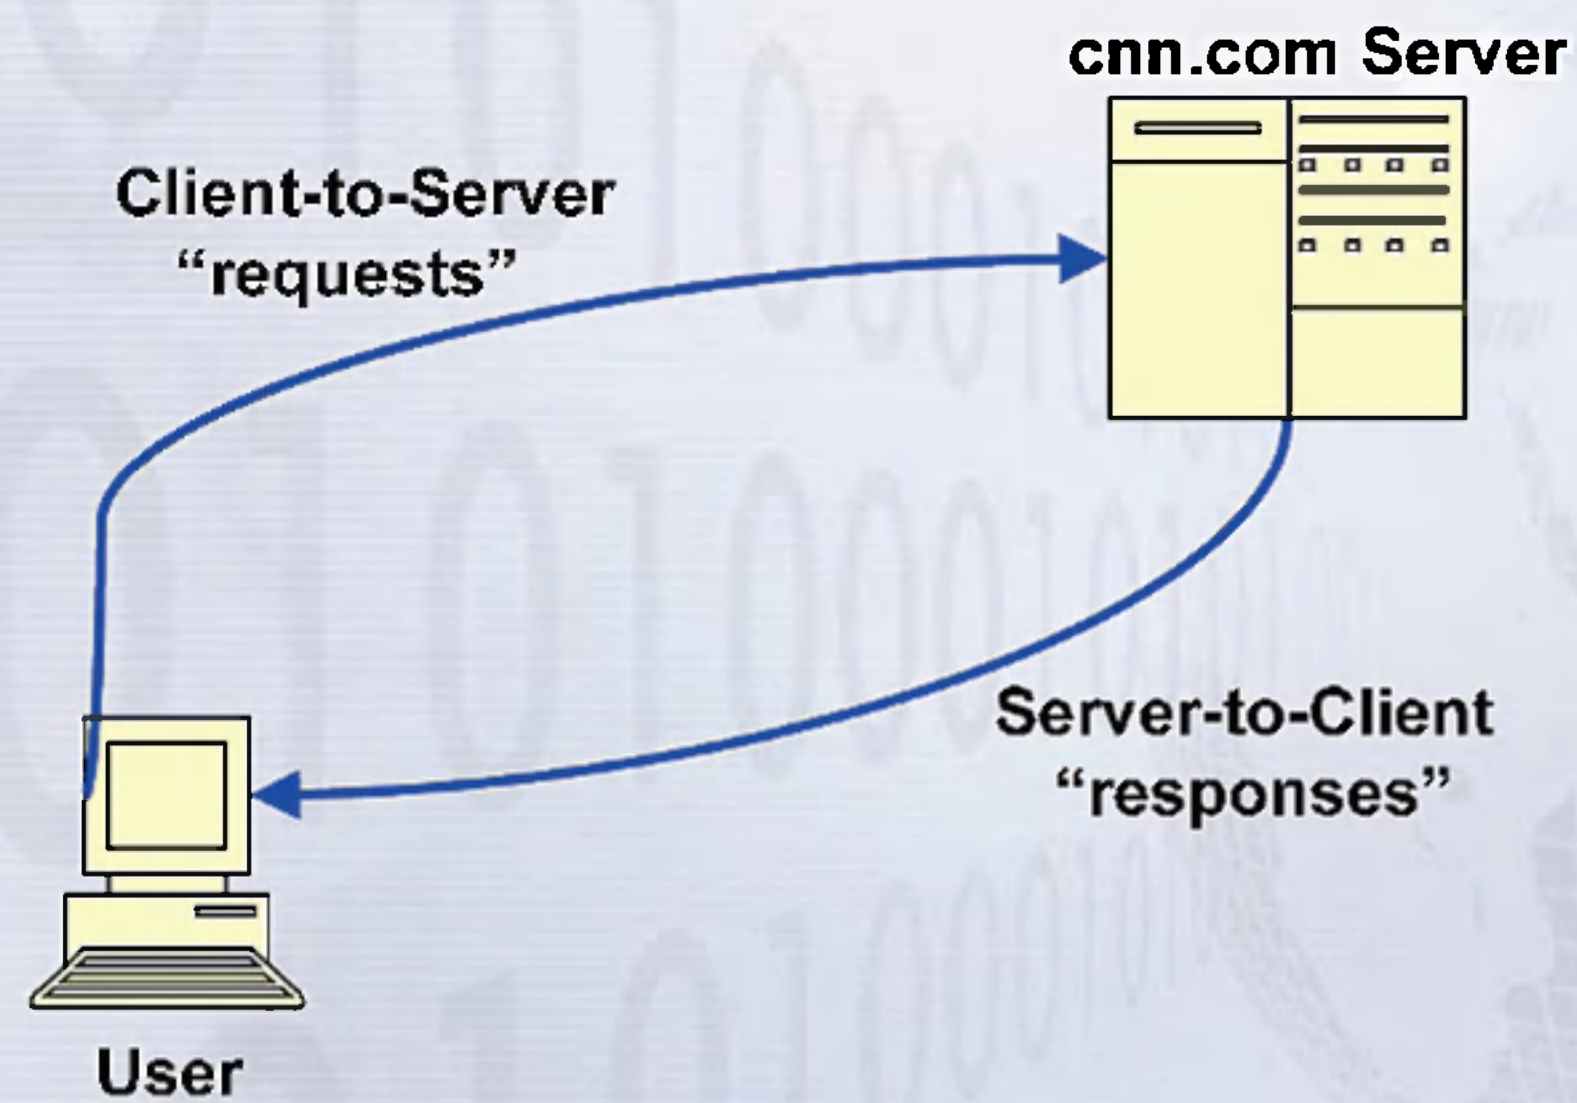 cnn.com Server
Client-to-Server
“requests”
Server-to-Client
“responses”
User